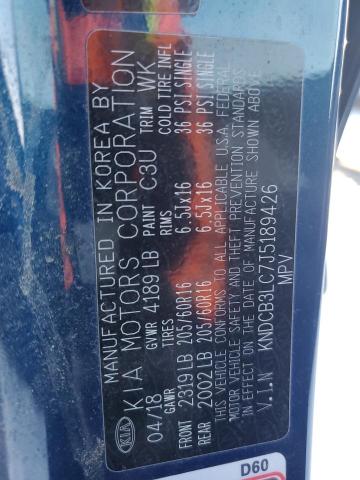 MANUFACTURED IN KOREA BY
KIA KIA MOTORS CORPORATION
04/18 GVWR 4189 LB PAINT C3U TRIM WK
GAWR TIRES RIMS COLD TIRE INFL
FRONT 2319 LB 205/60R16 6.5Jx16 36 PSI SINGLE
REAR 2002 LB 205/60R16 6.5Jx16 36 PSI SINGLE
THIS VEHICLE CONFORMS TO ALL APPLICABLE U.S.A. FEDERAL
MOTOR VEHICLE SAFETY AND THEFT PREVENTION STANDARDS
IN EFFECT ON THE DATE OF MANUFACTURE SHOWN ABOVE
V.I.N KNDCB3LC7J5189426
MPV
D60